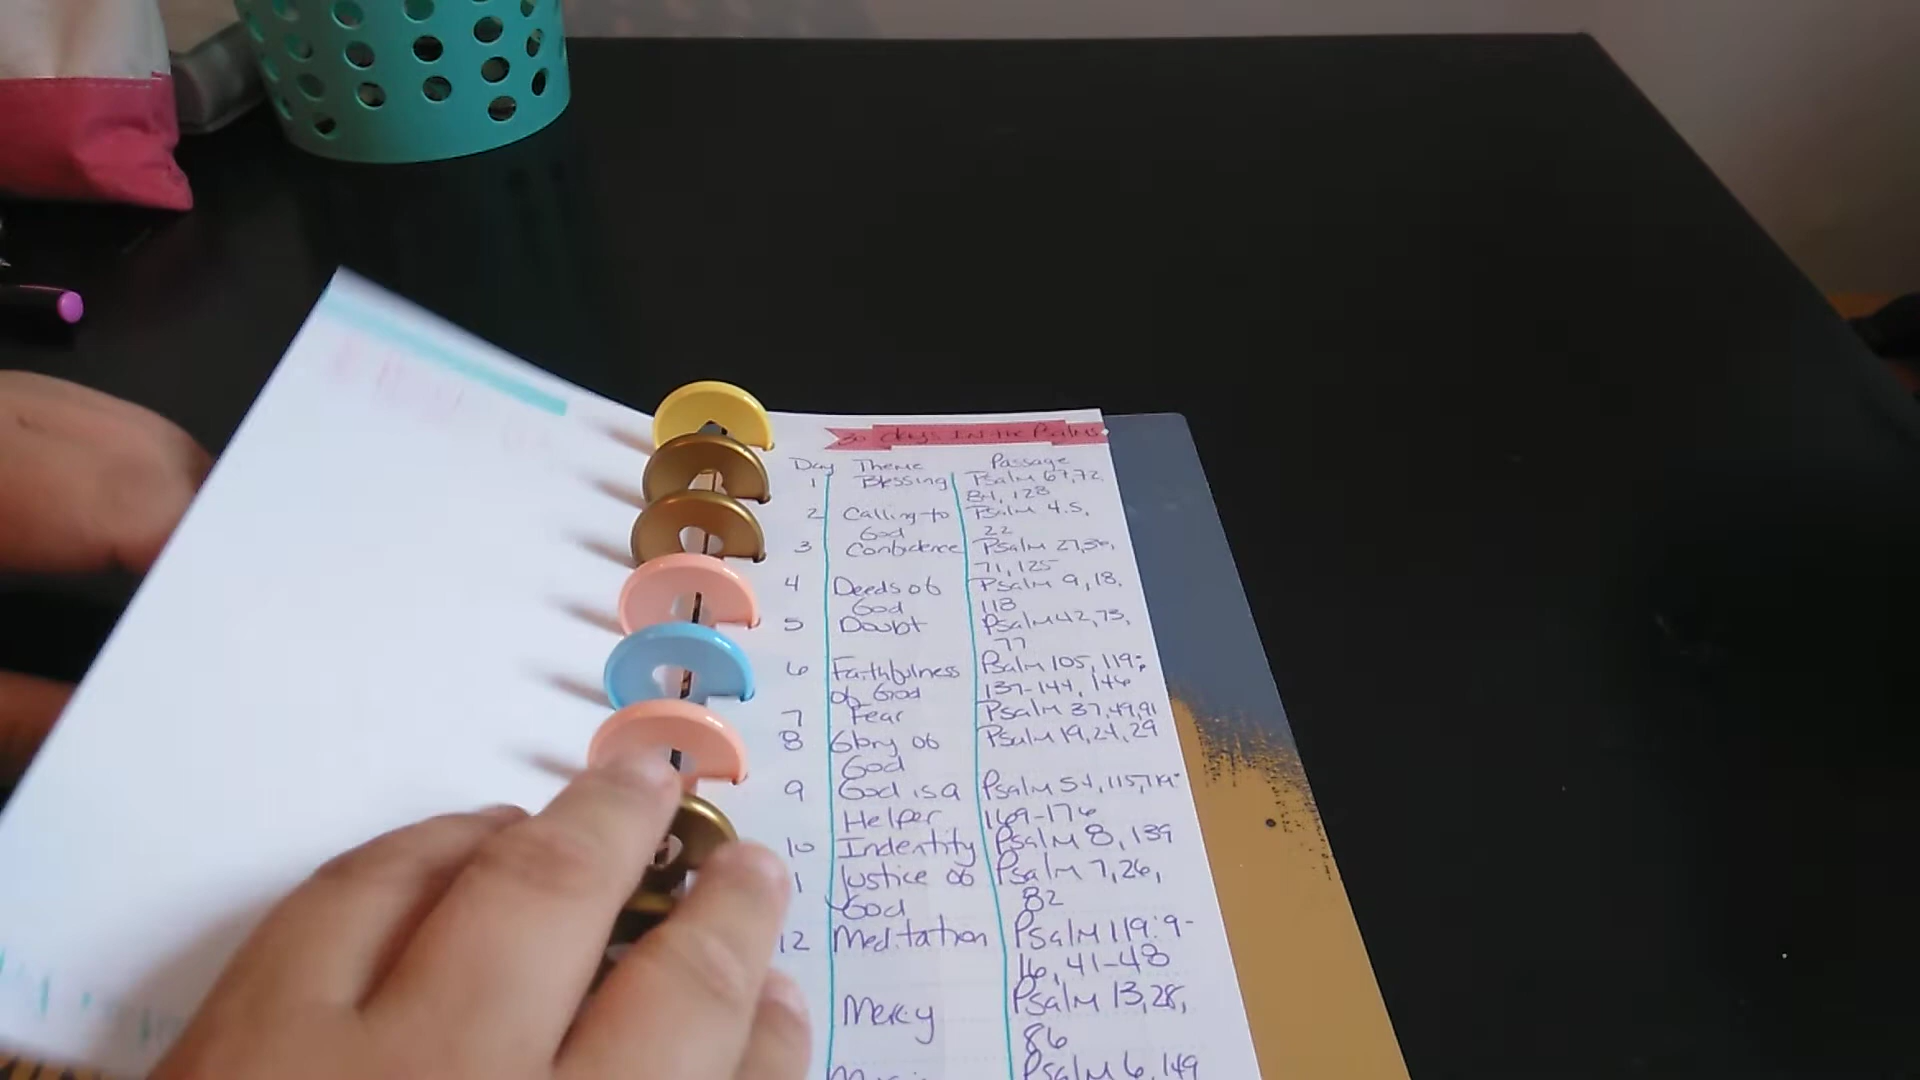 30 days IN the Psalms
Day Theme Passage
1 Blessing Psalm 67,72,
84, 128
2 Calling to Psalm 4,5,
God 22
3 Confidence Psalm 27,36,
71, 125
4 Deeds of Psalm 9,18,
God 118
5 Doubt Psalm 42,73,
77
6 Faithfulness Psalm 105, 119:
of God 137-144, 146
7 Fear Psalm 37,49,91
8 Glory of Psalm 19,24,29
God
9 God is a Psalm 54,115,119:
Helper 169-176
10 Indentity Psalm 8,139
1 Justice of Psalm 7,26,
God 82
12 Meditation Psalm 119:9-
16, 41-48
Mercy Psalm 13,28,
86
Psalm 6,149